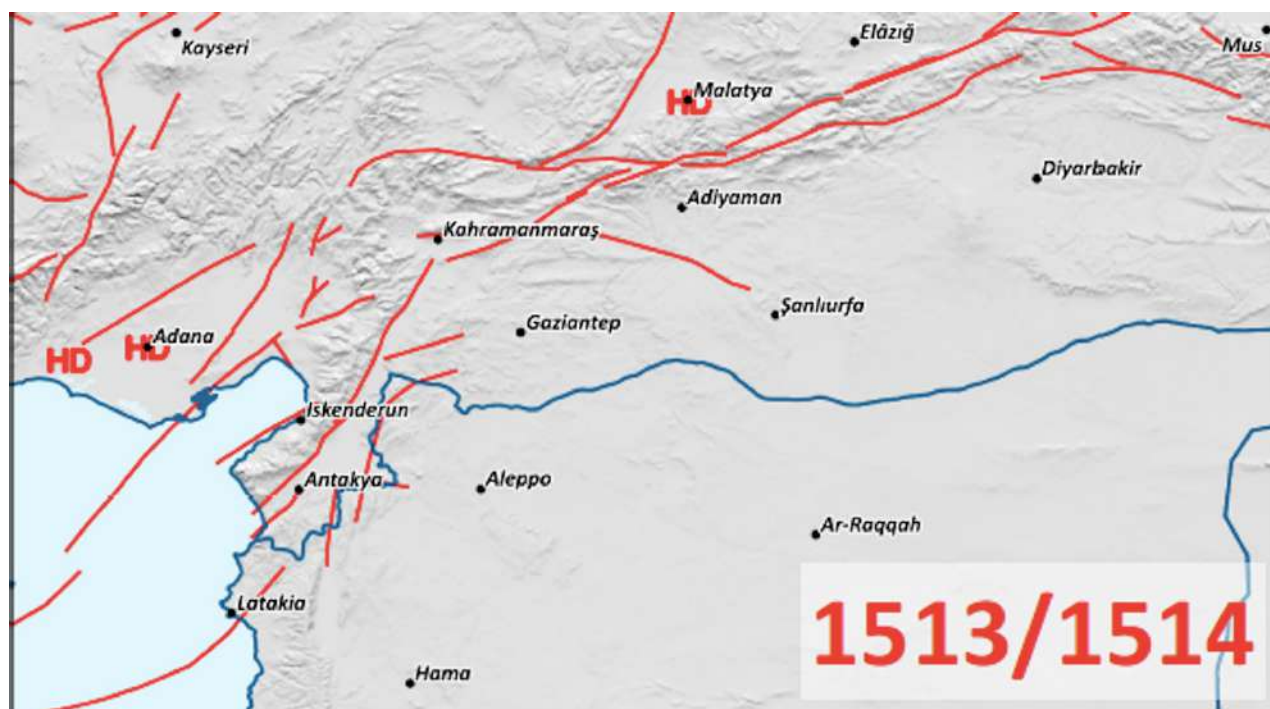 Kayseri
Elâzığ
Mus
HD
Malatya
Diyarbakir
Adiyaman
Kahramanmaraş
Şanlıurfa
Gaziantep
HD
HD
Adana
Iskenderun
Antakya
Aleppo
Ar-Raqqah
Latakia
1513/1514
Hama